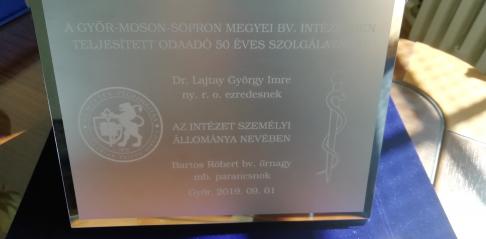 A GYŐR-MOSON-SOPRON MEGYEI BV. INTÉZETBEN
TELJESÍTETT ODAADÓ 50 ÉVES SZOLGÁLATA
Dr. Lajtay György Imre
ny. r. o. ezredesnek
AZ INTÉZET SZEMÉLYI
ÁLLOMÁNYA NEVÉBEN
Bartos Róbert bv. őrnagy
mb. parancsnok
Győr, 2019. 09. 01